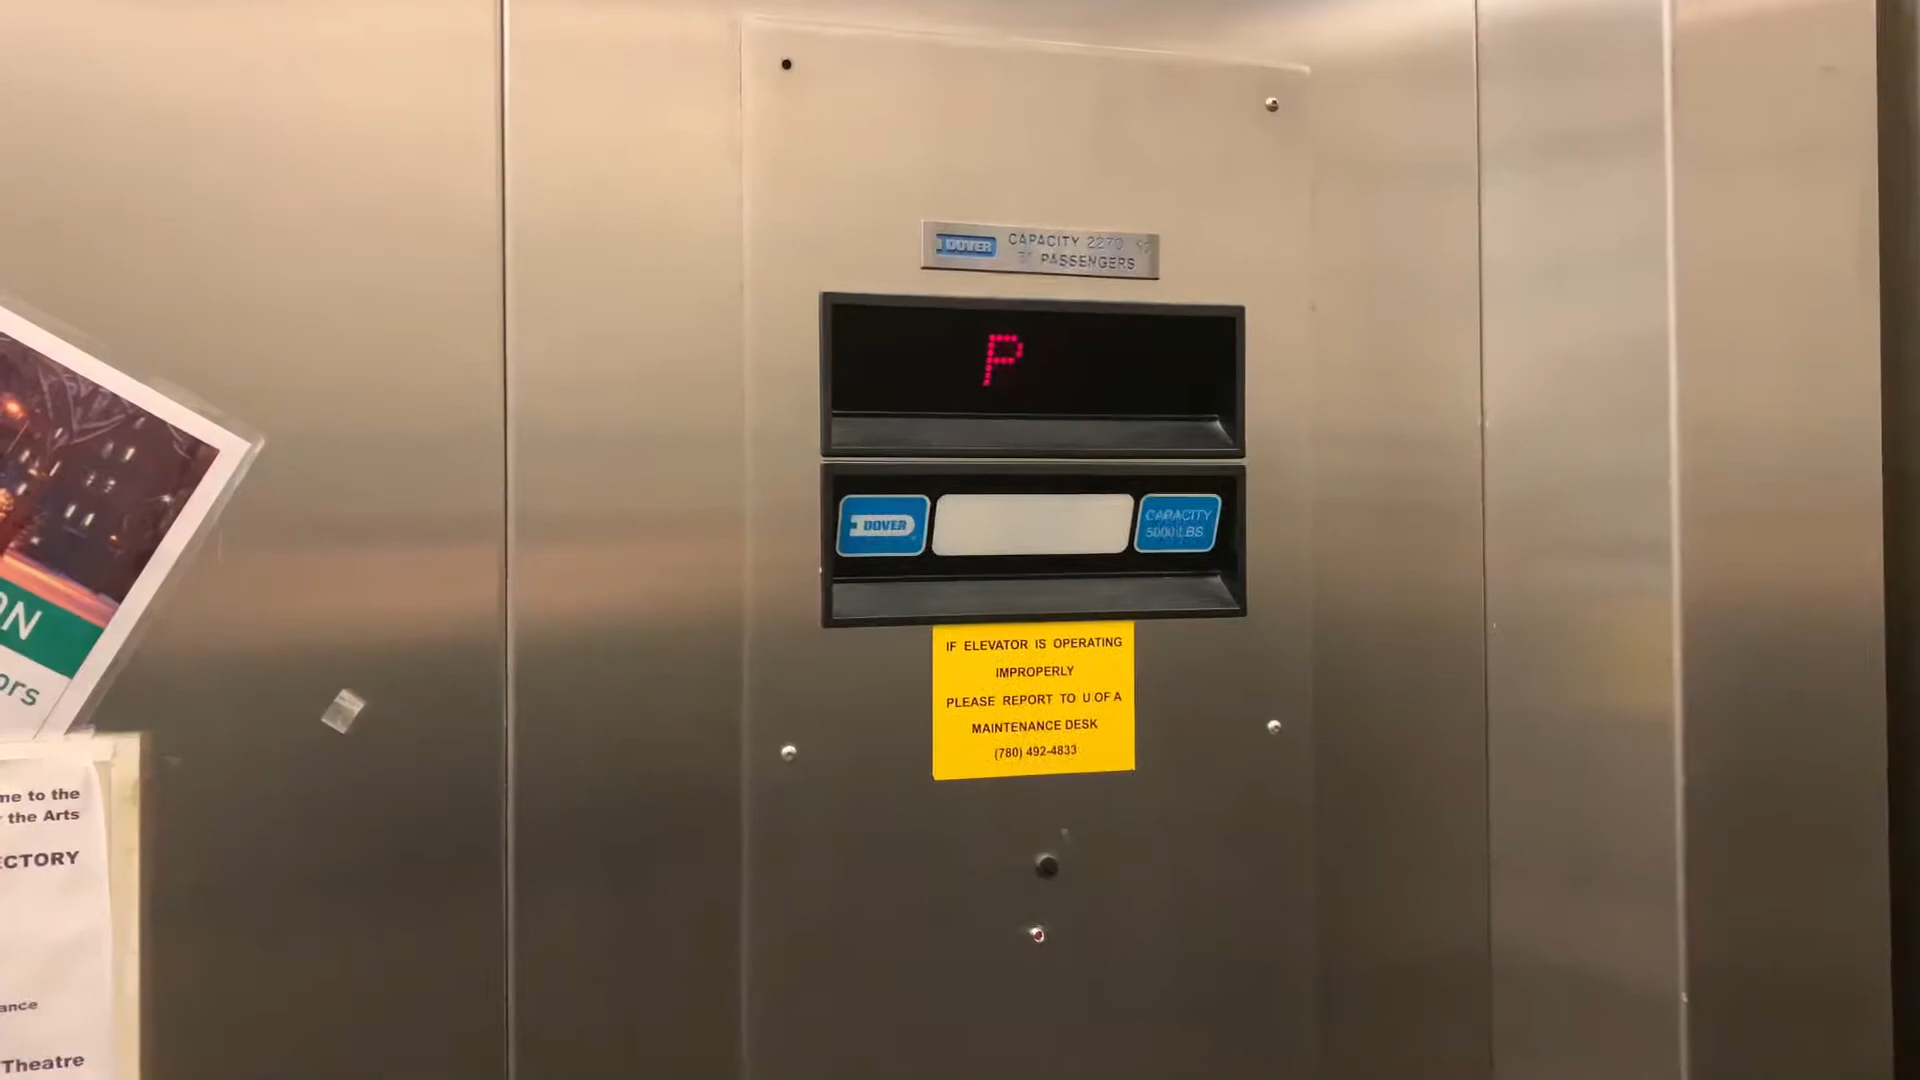 DOVER
CAPACITY 2270
PASSENGERS
P
DOVER
CAPACITY
5000 LBS
IF ELEVATOR IS OPERATING
IMPROPERLY
PLEASE REPORT TO U OF A
MAINTENANCE DESK
(780) 492-4833
ON
ors
me to the
the Arts
ECTORY
ance
Theatre